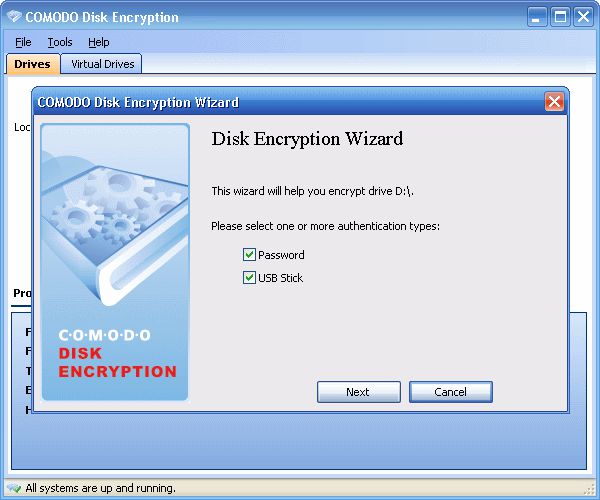 COMODO Disk Encryption
File Tools Help
Drives Virtual Drives
COMODO Disk Encryption Wizard
Disk Encryption Wizard
This wizard will help you encrypt drive D:\.
Please select one or more authentication types:
Password
USB Stick
C·O·M·O·D·O
DISK
ENCRYPTION
Next Cancel
All systems are up and running.